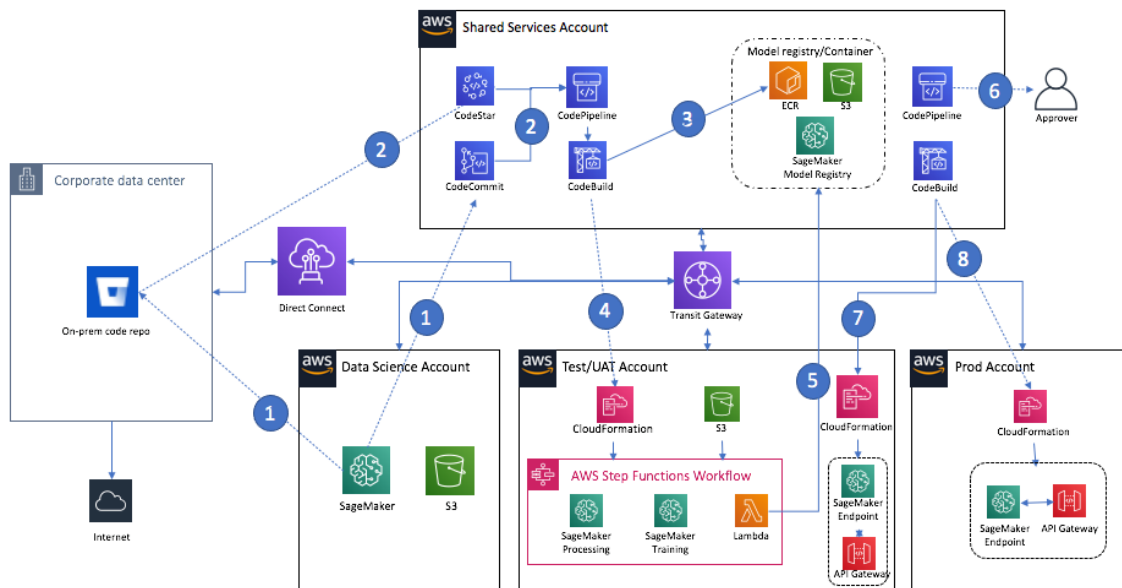 aws
Shared Services Account
Model registry/Container
ECR
S3
SageMaker
Model Registry
CodeStar
CodePipeline
CodeCommit
CodeBuild
CodePipeline
CodeBuild
Approver
2
2
3
6
Corporate data center
On-prem code repo
Direct Connect
Transit Gateway
Internet
1
1
4
5
7
8
aws
Data Science Account
SageMaker
S3
aws
Test/UAT Account
CloudFormation
S3
CloudFormation
AWS Step Functions Workflow
SageMaker
Processing
SageMaker
Training
Lambda
SageMaker
Endpoint
API Gateway
aws
Prod Account
CloudFormation
SageMaker
Endpoint
API Gateway